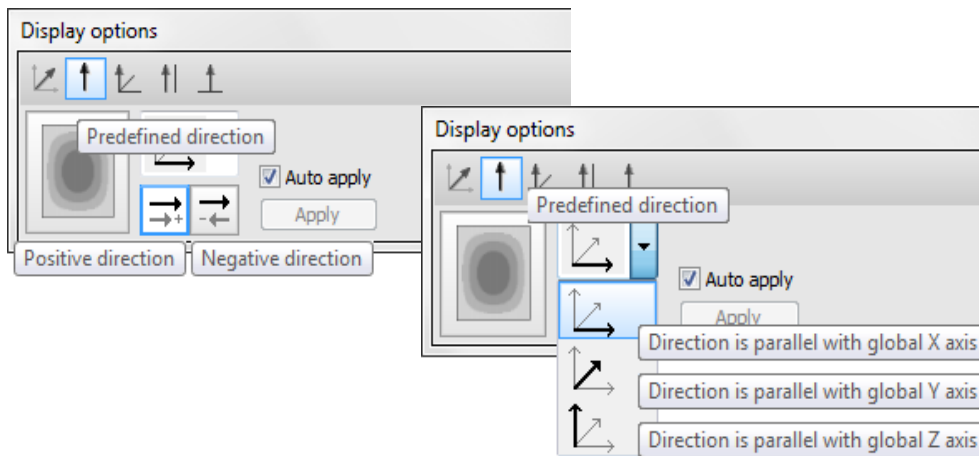 Display options
Predefined direction
Auto apply
Apply
Positive direction
Negative direction
Display options
Predefined direction
Auto apply
Apply
Direction is parallel with global X axis
Direction is parallel with global Y axis
Direction is parallel with global Z axis